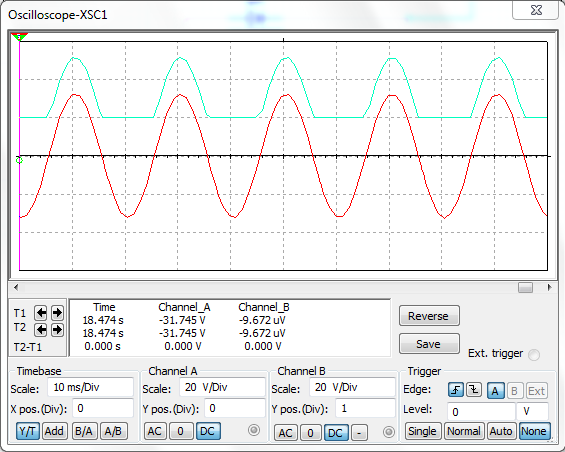 Oscilloscope-XSC1
Time Channel_A Channel_B
T1 18.474 s -31.745 V -9.672 uV
T2 18.474 s -31.745 V -9.672 uV
T2-T1 0.000 s 0.000 V 0.000 V
Reverse
Save
Ext. trigger
Timebase Channel A Channel B Trigger
Scale: 10 ms/Div Scale: 20 V/Div Scale: 20 V/Div Edge: A B Ext
X pos.(Div): 0 Y pos.(Div): 0 Y pos.(Div): 1 Level: 0 V
Y/T Add B/A A/B AC 0 DC AC 0 DC - Single Normal Auto None